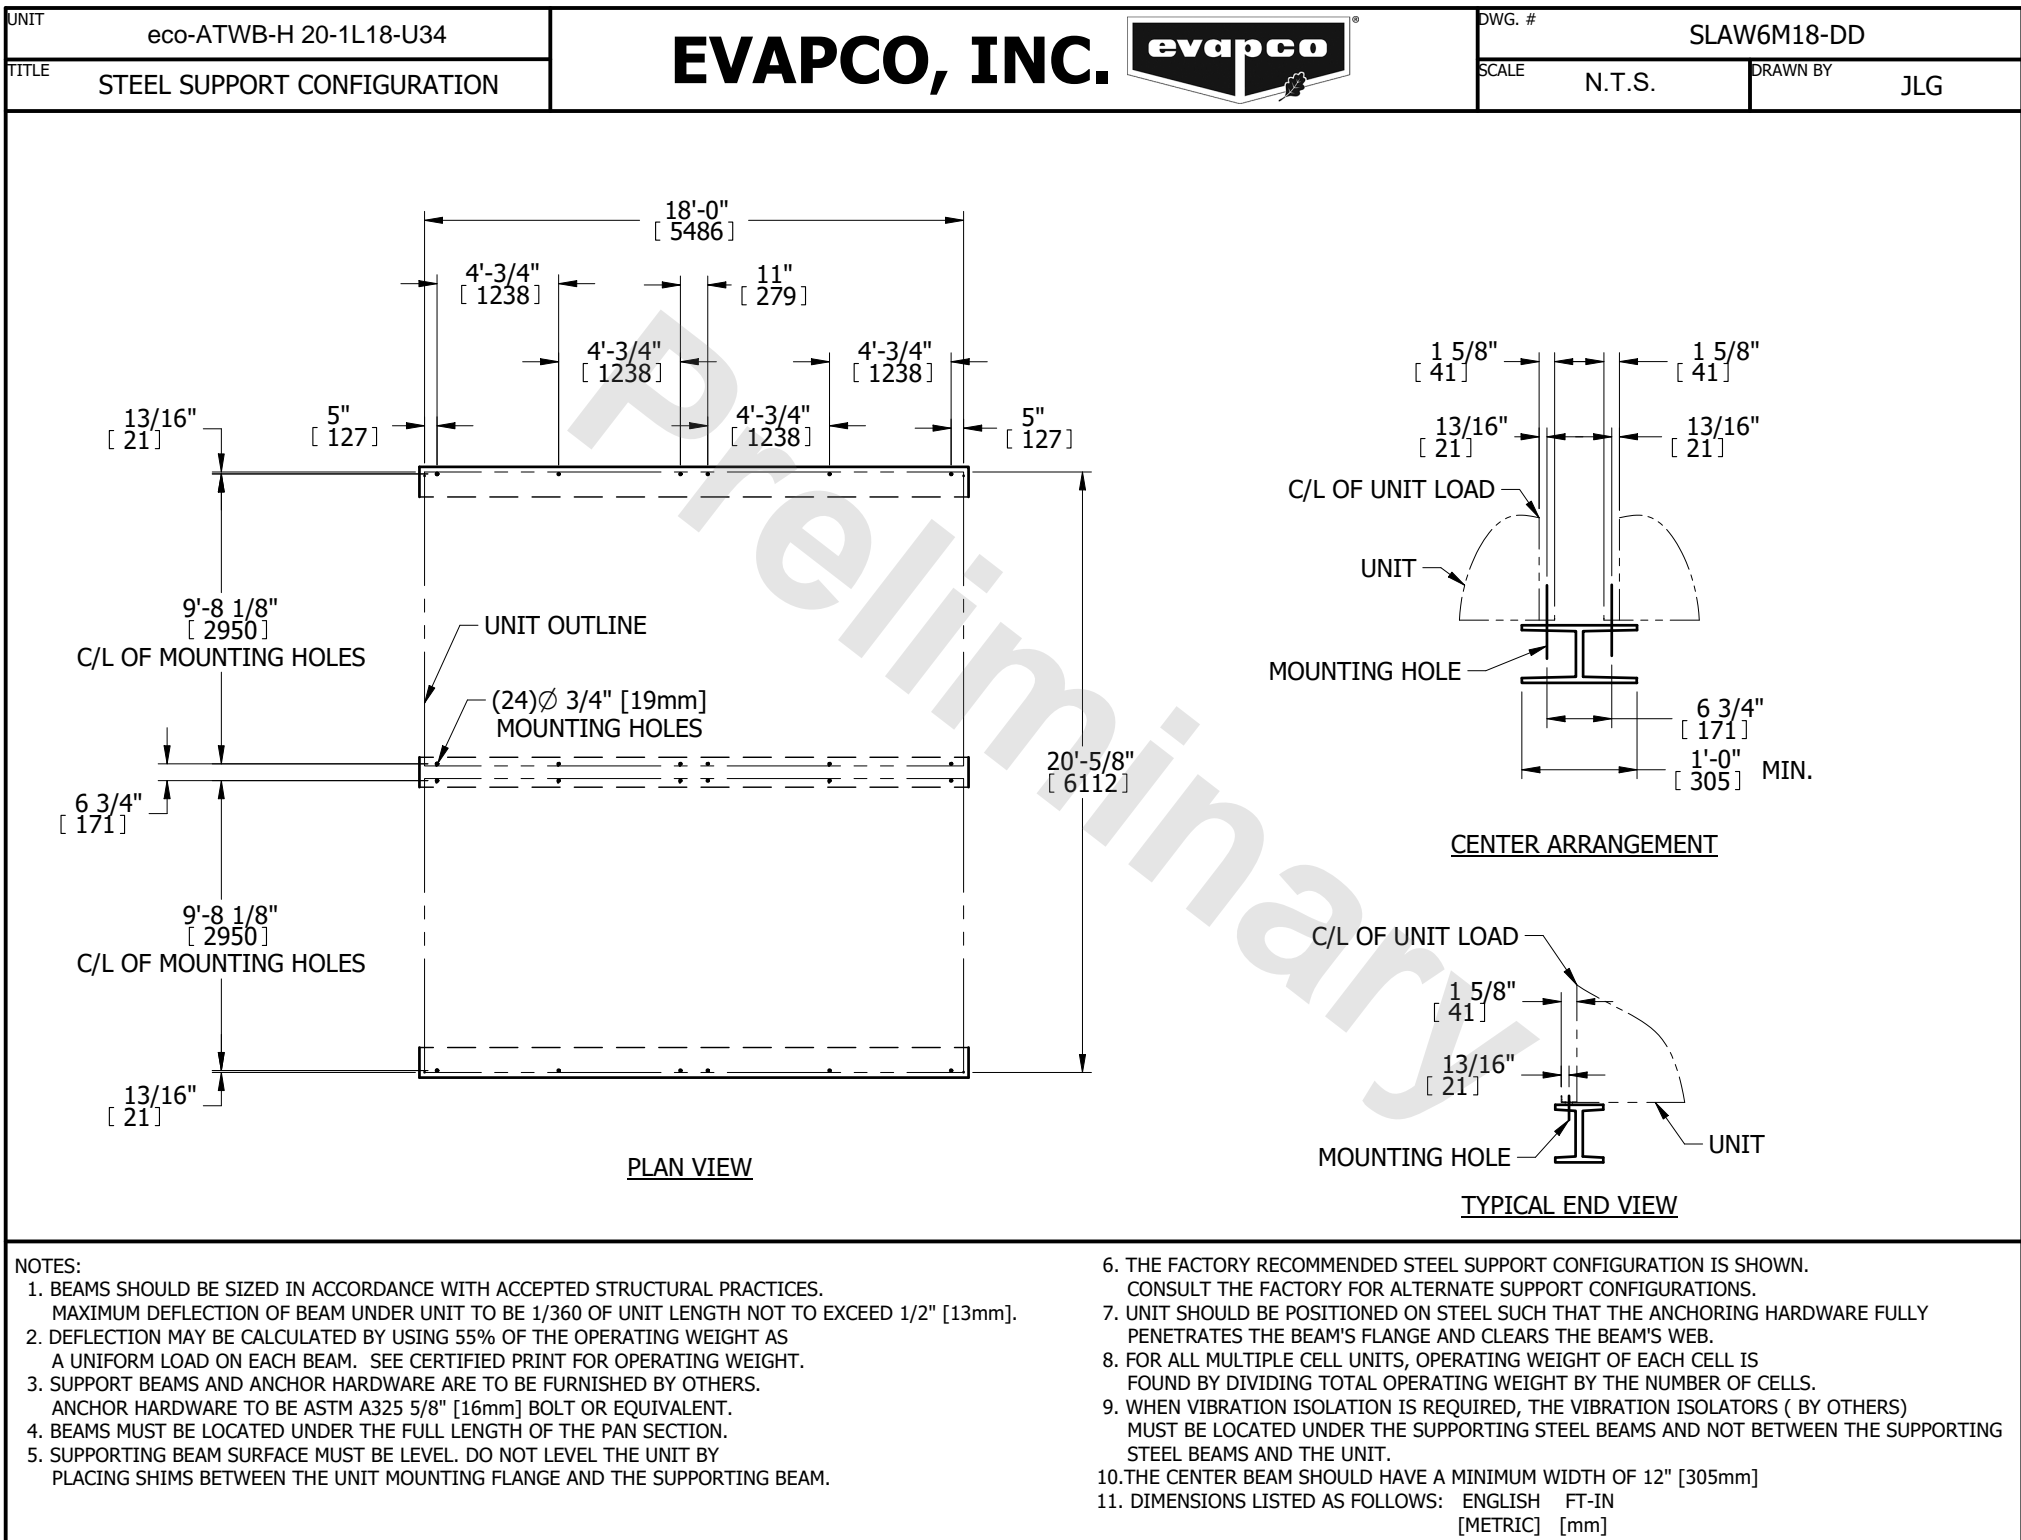 UNIT
eco-ATWB-H 20-1L18-U34
TITLE
STEEL SUPPORT CONFIGURATION
EVAPCO, INC.
evapco
®
DWG. #
SLAW6M18-DD
SCALE
N.T.S.
DRAWN BY
JLG
18'-0"
[ 5486 ]
4'-3/4"
[ 1238 ]
11"
[ 279 ]
4'-3/4"
[ 1238 ]
4'-3/4"
[ 1238 ]
13/16"
[ 21 ]
5"
[ 127 ]
4'-3/4"
[ 1238 ]
5"
[ 127 ]
9'-8 1/8"
[ 2950 ]
C/L OF MOUNTING HOLES
UNIT OUTLINE
(24)∅ 3/4" [19mm]
MOUNTING HOLES
20'-5/8"
[ 6112 ]
6 3/4"
[ 171 ]
9'-8 1/8"
[ 2950 ]
C/L OF MOUNTING HOLES
13/16"
[ 21 ]
PLAN VIEW
Preliminary
1 5/8"
[ 41 ]
1 5/8"
[ 41 ]
13/16"
[ 21 ]
13/16"
[ 21 ]
C/L OF UNIT LOAD
UNIT
MOUNTING HOLE
6 3/4"
[ 171 ]
1'-0"
[ 305 ] MIN.
CENTER ARRANGEMENT
C/L OF UNIT LOAD
1 5/8"
[ 41 ]
13/16"
[ 21 ]
MOUNTING HOLE
UNIT
TYPICAL END VIEW
NOTES:
1. BEAMS SHOULD BE SIZED IN ACCORDANCE WITH ACCEPTED STRUCTURAL PRACTICES.
MAXIMUM DEFLECTION OF BEAM UNDER UNIT TO BE 1/360 OF UNIT LENGTH NOT TO EXCEED 1/2" [13mm].
2. DEFLECTION MAY BE CALCULATED BY USING 55% OF THE OPERATING WEIGHT AS
A UNIFORM LOAD ON EACH BEAM. SEE CERTIFIED PRINT FOR OPERATING WEIGHT.
3. SUPPORT BEAMS AND ANCHOR HARDWARE ARE TO BE FURNISHED BY OTHERS.
ANCHOR HARDWARE TO BE ASTM A325 5/8" [16mm] BOLT OR EQUIVALENT.
4. BEAMS MUST BE LOCATED UNDER THE FULL LENGTH OF THE PAN SECTION.
5. SUPPORTING BEAM SURFACE MUST BE LEVEL. DO NOT LEVEL THE UNIT BY
PLACING SHIMS BETWEEN THE UNIT MOUNTING FLANGE AND THE SUPPORTING BEAM.
6. THE FACTORY RECOMMENDED STEEL SUPPORT CONFIGURATION IS SHOWN.
CONSULT THE FACTORY FOR ALTERNATE SUPPORT CONFIGURATIONS.
7. UNIT SHOULD BE POSITIONED ON STEEL SUCH THAT THE ANCHORING HARDWARE FULLY
PENETRATES THE BEAM'S FLANGE AND CLEARS THE BEAM'S WEB.
8. FOR ALL MULTIPLE CELL UNITS, OPERATING WEIGHT OF EACH CELL IS
FOUND BY DIVIDING TOTAL OPERATING WEIGHT BY THE NUMBER OF CELLS.
9. WHEN VIBRATION ISOLATION IS REQUIRED, THE VIBRATION ISOLATORS ( BY OTHERS)
MUST BE LOCATED UNDER THE SUPPORTING STEEL BEAMS AND NOT BETWEEN THE SUPPORTING
STEEL BEAMS AND THE UNIT.
10.THE CENTER BEAM SHOULD HAVE A MINIMUM WIDTH OF 12" [305mm]
11. DIMENSIONS LISTED AS FOLLOWS: ENGLISH FT-IN
[METRIC] [mm]